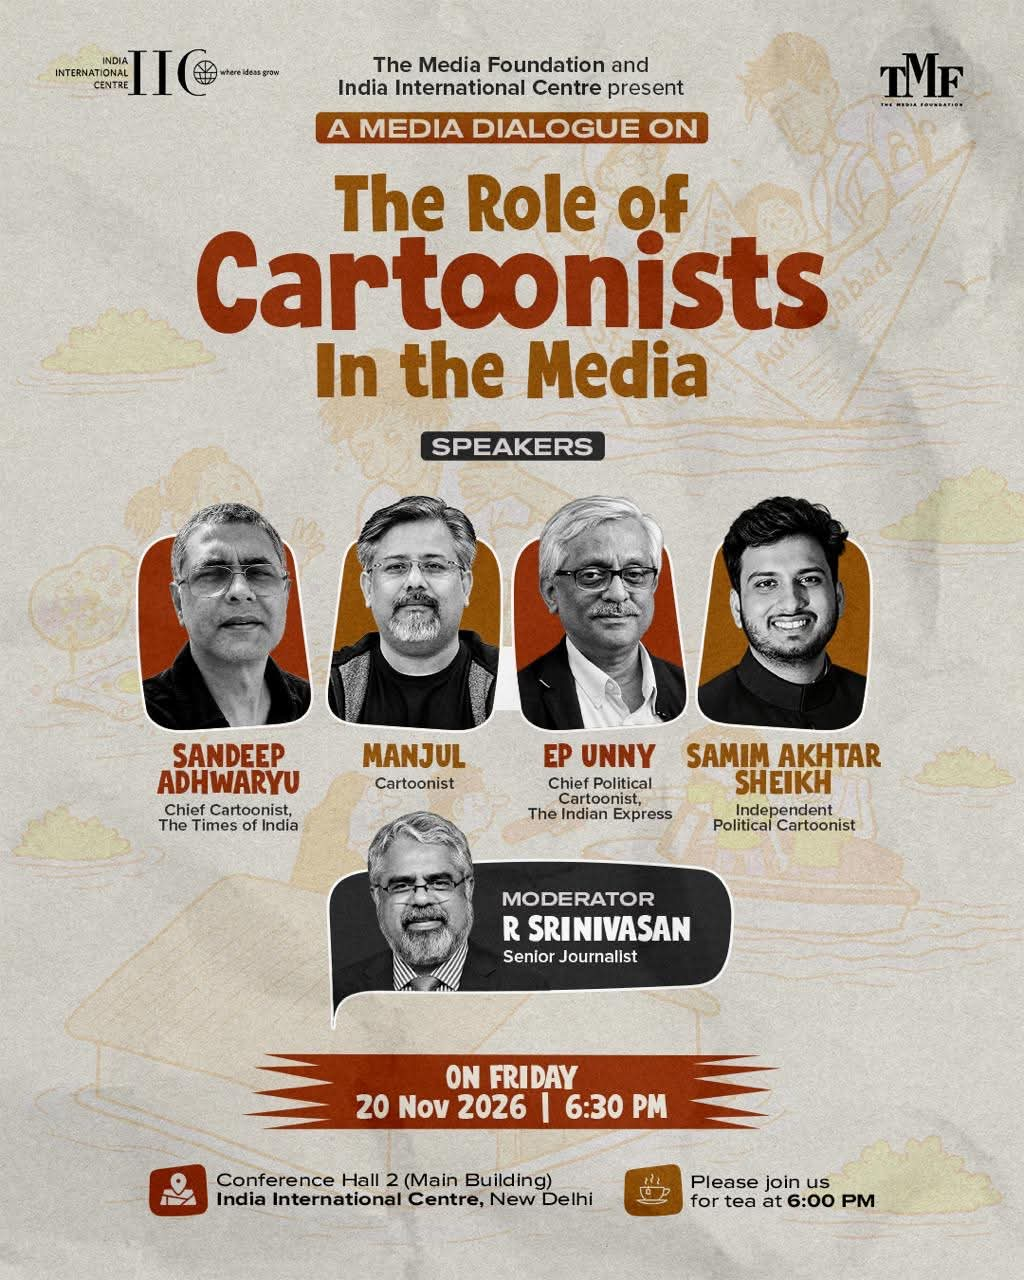 INDIA
INTERNATIONAL
CENTRE
IIC
where ideas grow
The Media Foundation and
India International Centre present
TMF
THE MEDIA FOUNDATION
A MEDIA DIALOGUE ON
The Role of
Cartoonists
In the Media
Aurangabad
SPEAKERS
SANDEEP
ADHWARYU
Chief Cartoonist,
The Times of India
MANJUL
Cartoonist
EP UNNY
Chief Political
Cartoonist,
The Indian Express
SAMIM AKHTAR
SHEIKH
Independent
Political Cartoonist
MODERATOR
R SRINIVASAN
Senior Journalist
ON FRIDAY
20 Nov 2026 | 6:30 PM
Conference Hall 2 (Main Building)
India International Centre, New Delhi
Please join us
for tea at 6:00 PM